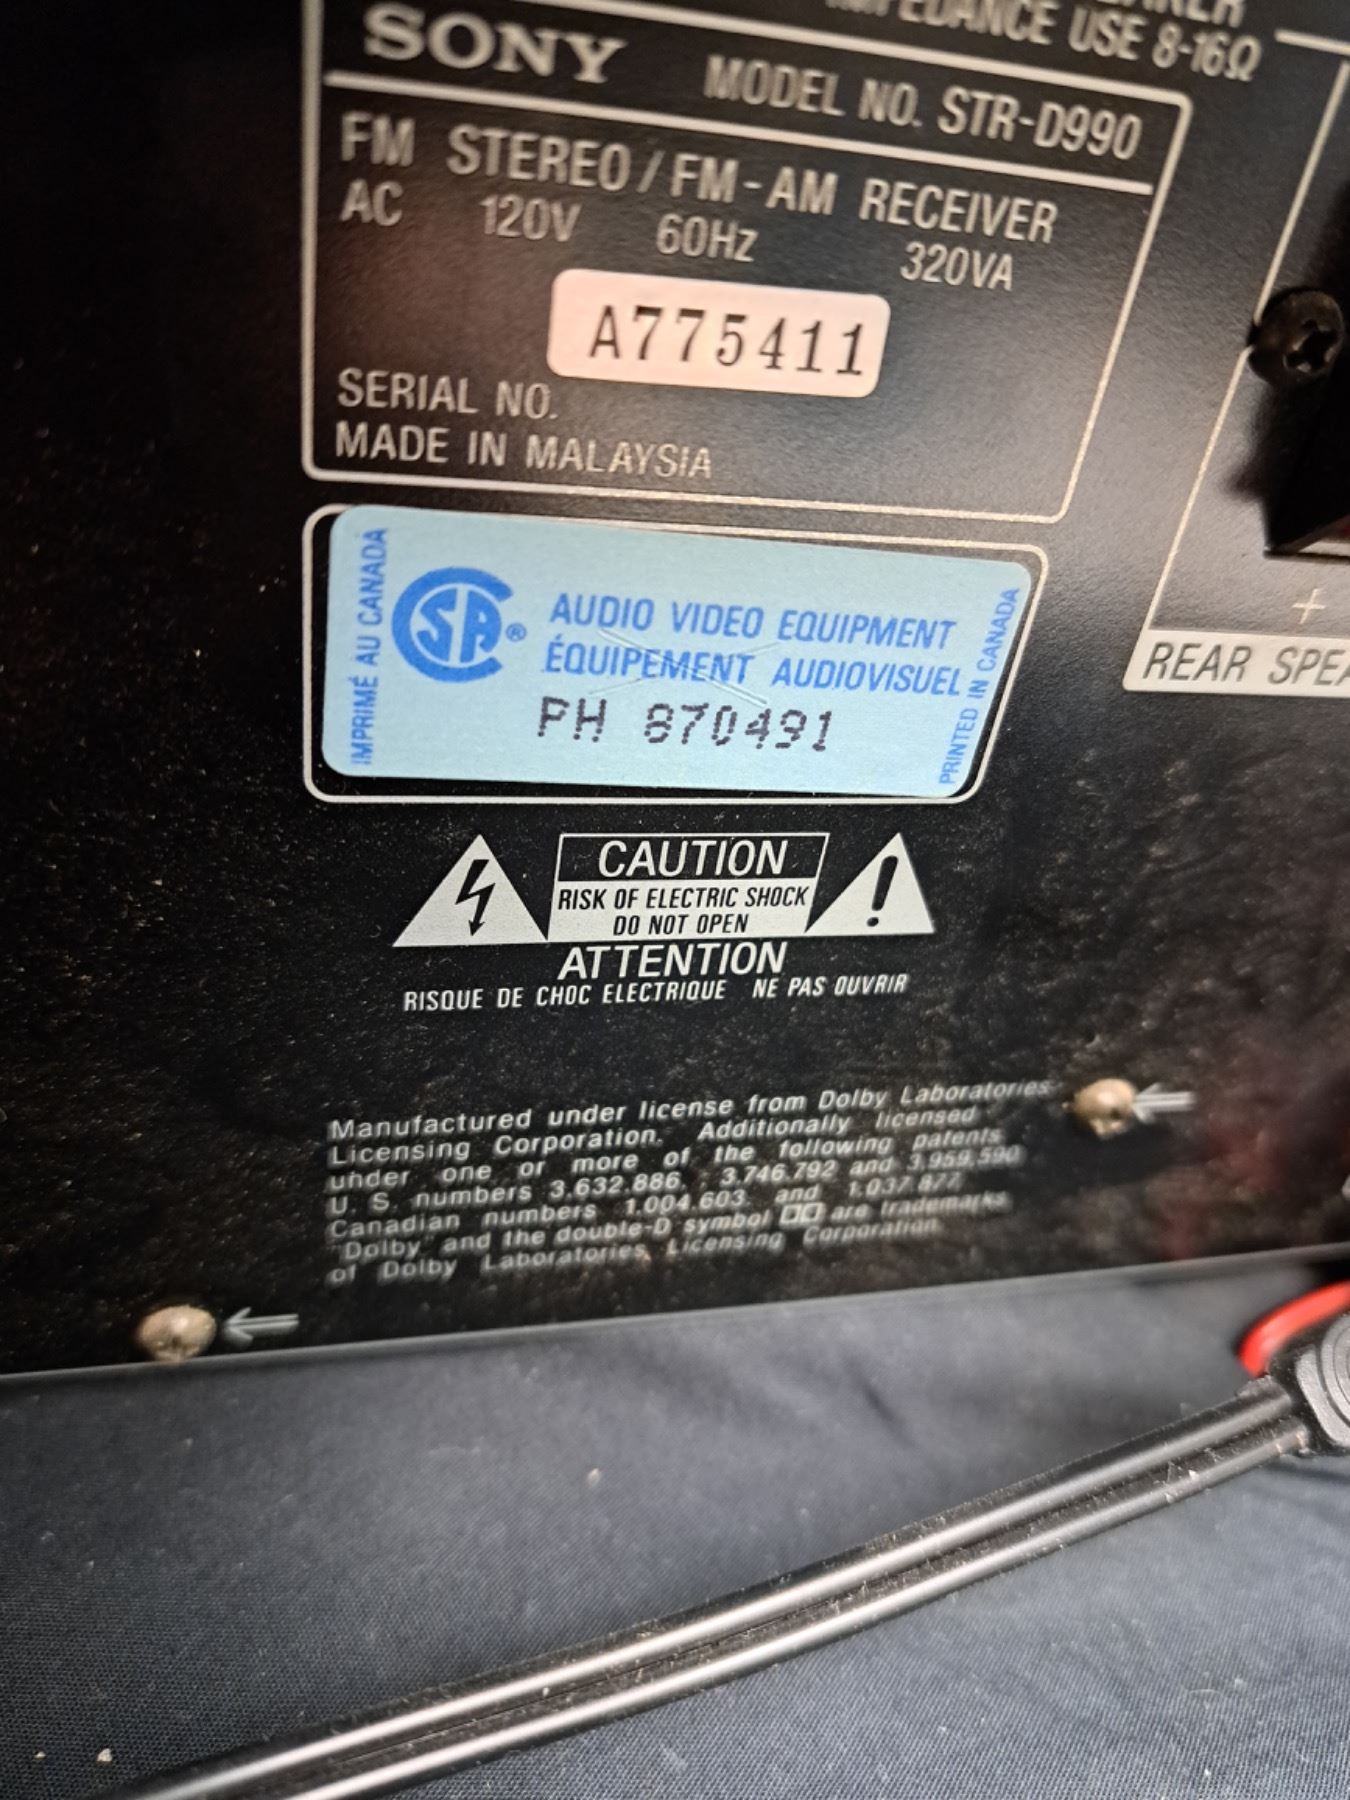 IMPEDANCE USE 8-16Ω
SONY MODEL NO. STR-D990
FM STEREO / FM-AM RECEIVER
AC 120V 60Hz 320VA
A775411
SERIAL NO.
MADE IN MALAYSIA
IMPRIMÉ AU CANADA
CSA®
AUDIO VIDEO EQUIPMENT
ÉQUIPEMENT AUDIOVISUEL
PH 870491
PRINTED IN CANADA
+
REAR
CAUTION
RISK OF ELECTRIC SHOCK
DO NOT OPEN
ATTENTION
RISQUE DE CHOC ELECTRIQUE NE PAS OUVRIR
Manufactured under license from Dolby Laboratories
Licensing Corporation. Additionally licensed
under one or more of the following patents
U. S. numbers 3,632,886, 3,746,792 and 3,959,590
Canadian numbers 1,004,603 and 1,037,877
"Dolby" and the double-D symbol are trademarks
of Dolby Laboratories Licensing Corporation